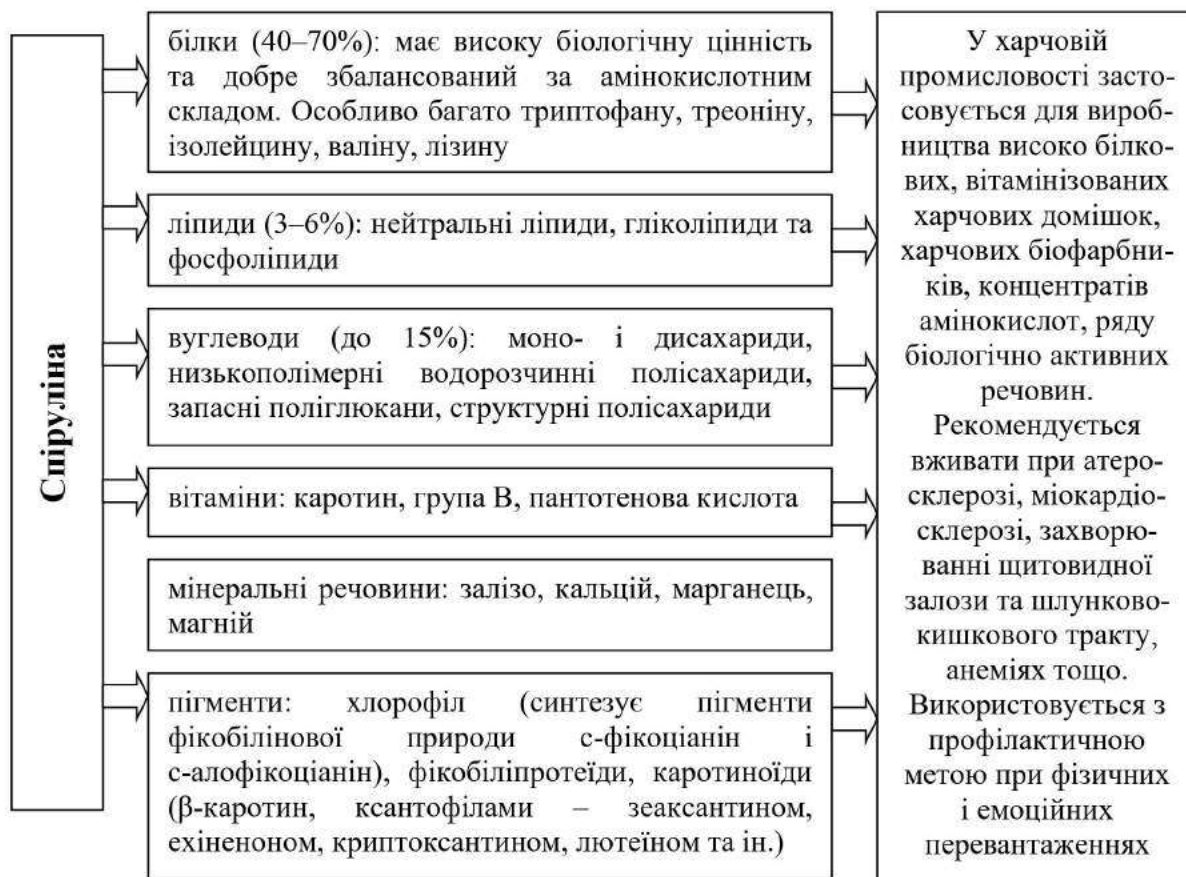 Спіруліна
білки (40–70%): має високу біологічну цінність
та добре збалансований за амінокислотним
складом. Особливо багато триптофану, треоніну,
ізолейцину, валіну, лізину
ліпиди (3–6%): нейтральні ліпиди, гліколіпиди та
фосфоліпиди
вуглеводи (до 15%): моно- і дисахариди,
низькополімерні водорозчинні полісахариди,
запасні поліглюкани, структурні полісахариди
вітаміни: каротин, група В, пантотенова кислота
мінеральні речовини: залізо, кальцій, марганець,
магній
пігменти: хлорофіл (синтезує пігменти
фікобілінової природи с-фікоціанін і
с-алофікоціанін), фікобіліпротеїди, каротиноїди
(β-каротин, ксантофілами – зеаксантином,
ехіненоном, криптоксантином, лютеїном та ін.)
У харчовій
промисловості засто-
совується для вироб-
ництва високо білко-
вих, вітамінізованих
харчових домішок,
харчових біофарбни-
ків, концентратів
амінокислот, ряду
біологічно активних
речовин.
Рекомендується
вживати при атеро-
склерозі, міокардіо-
склерозі, захворю-
ванні щитовидної
залози та шлунково-
кишкового тракту,
анеміях тощо.
Використовується з
профілактичною
метою при фізичних
і емоційних
перевантаженнях